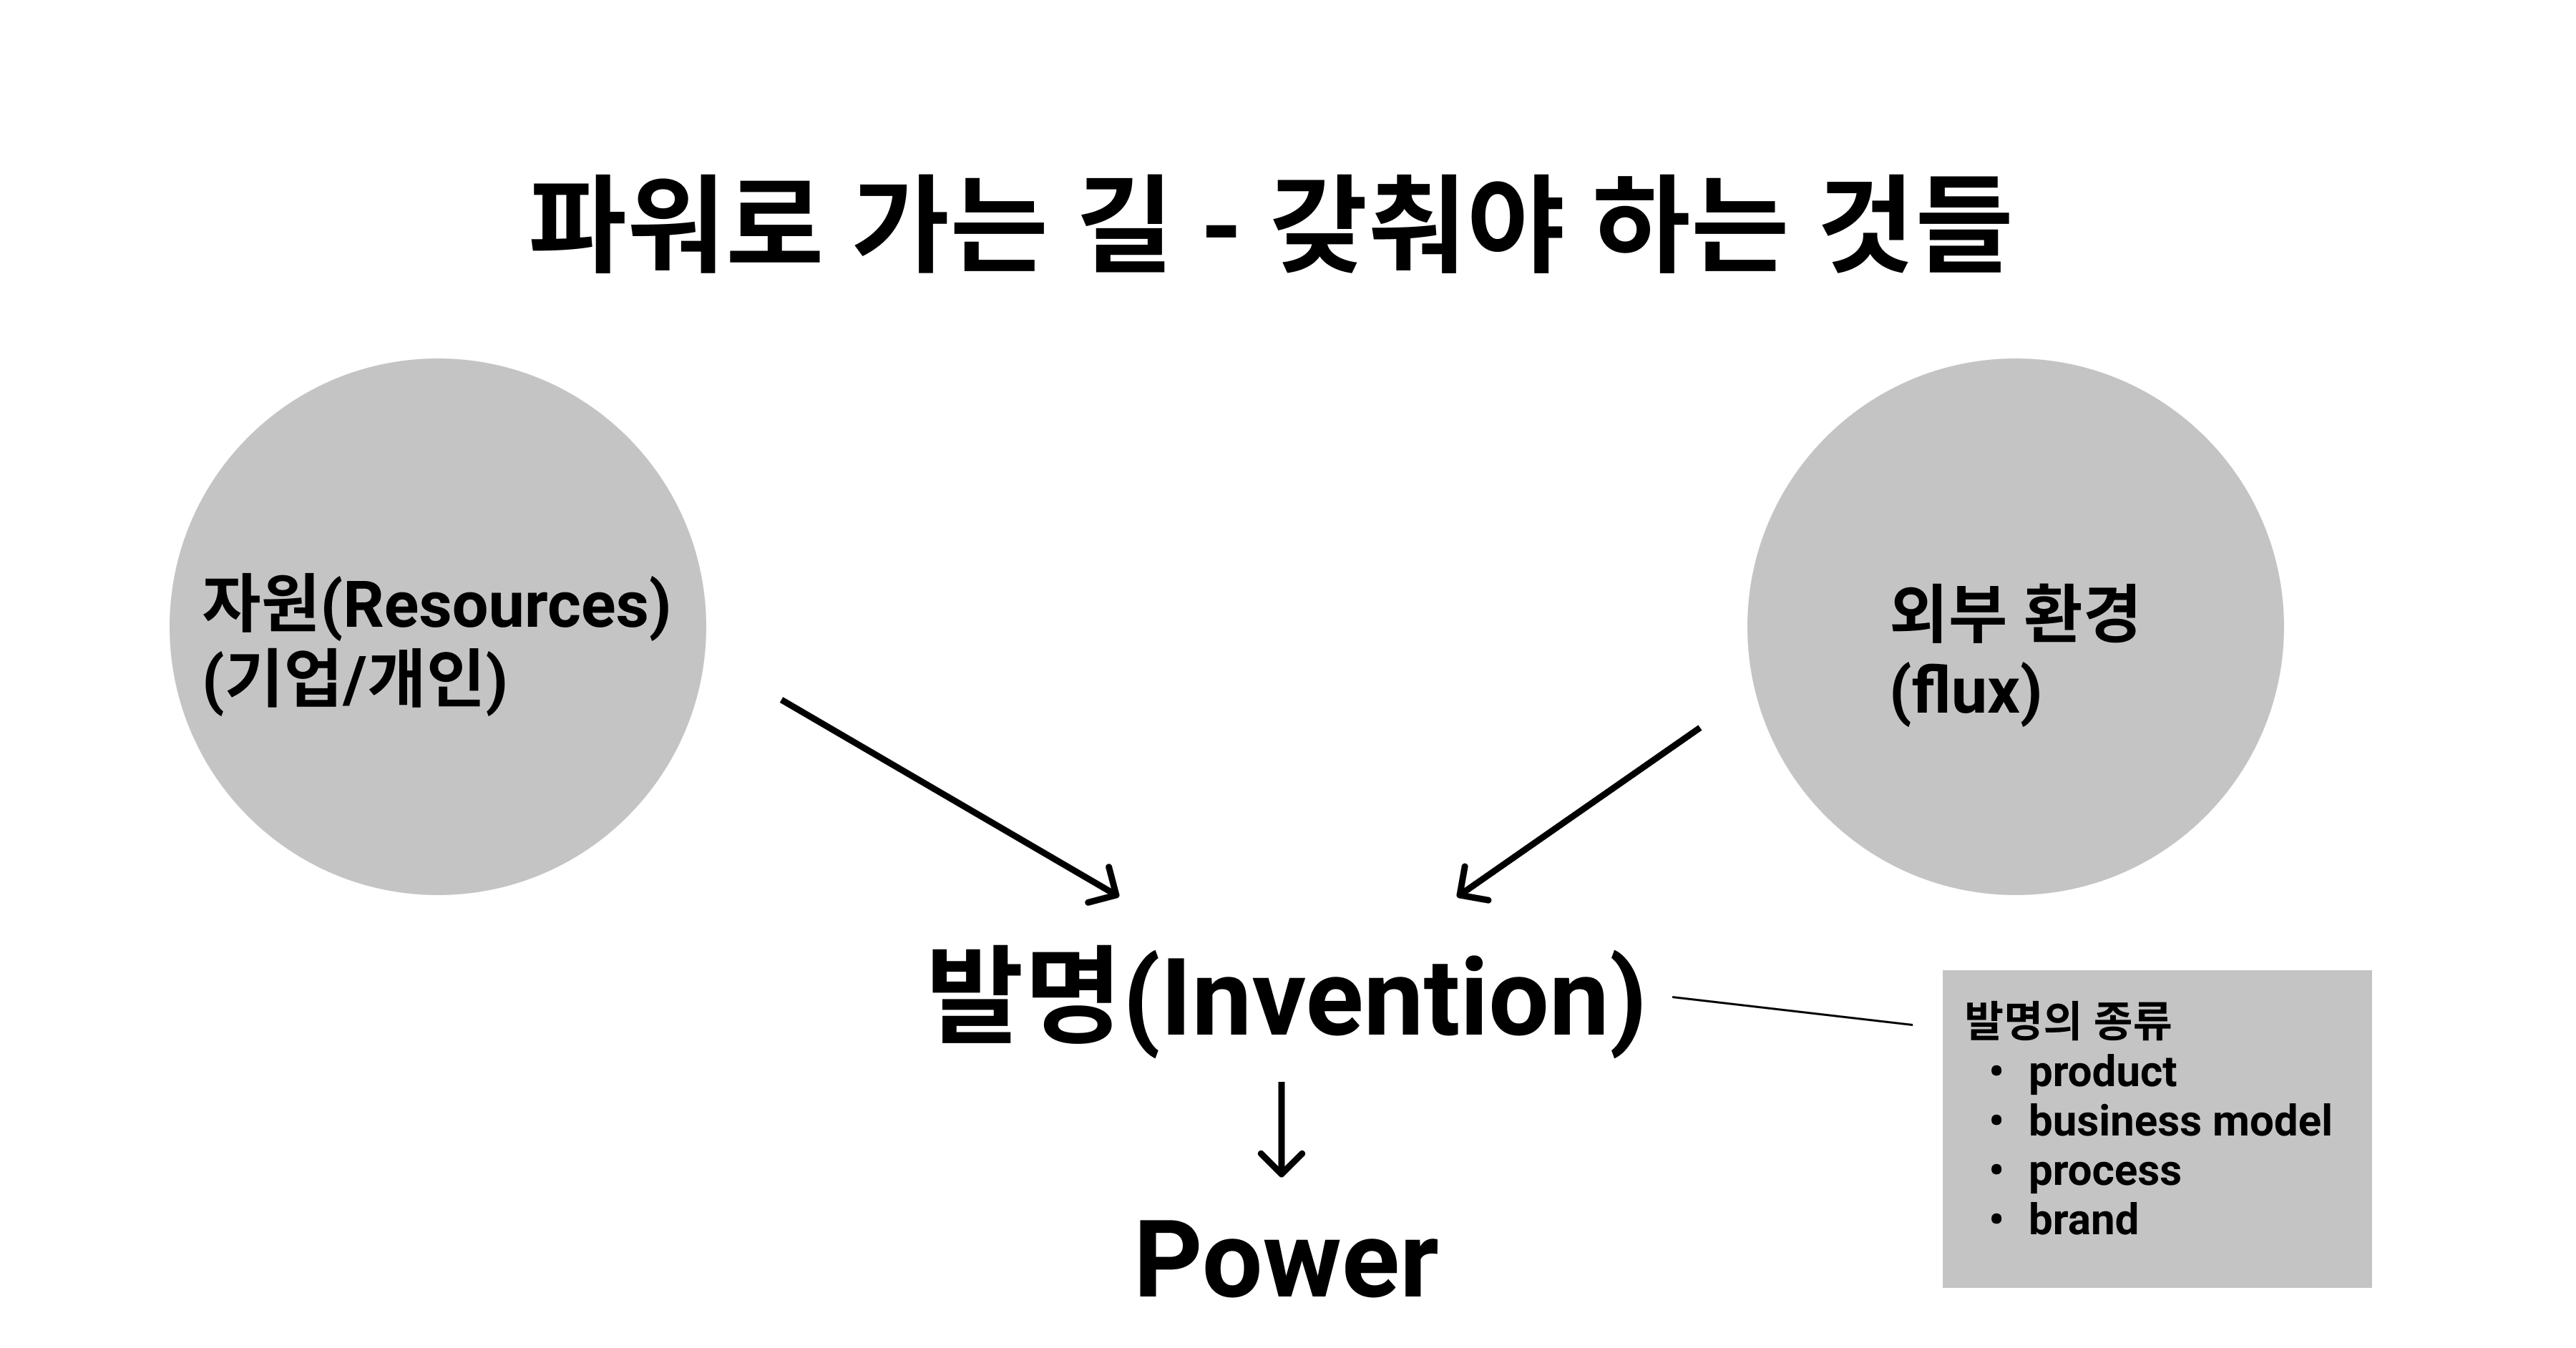 파워로 가는 길 - 갖춰야 하는 것들
자원(Resources)
(기업/개인)
외부 환경
(flux)
발명(Invention)
발명의 종류
• product
• business model
• process
• brand
Power